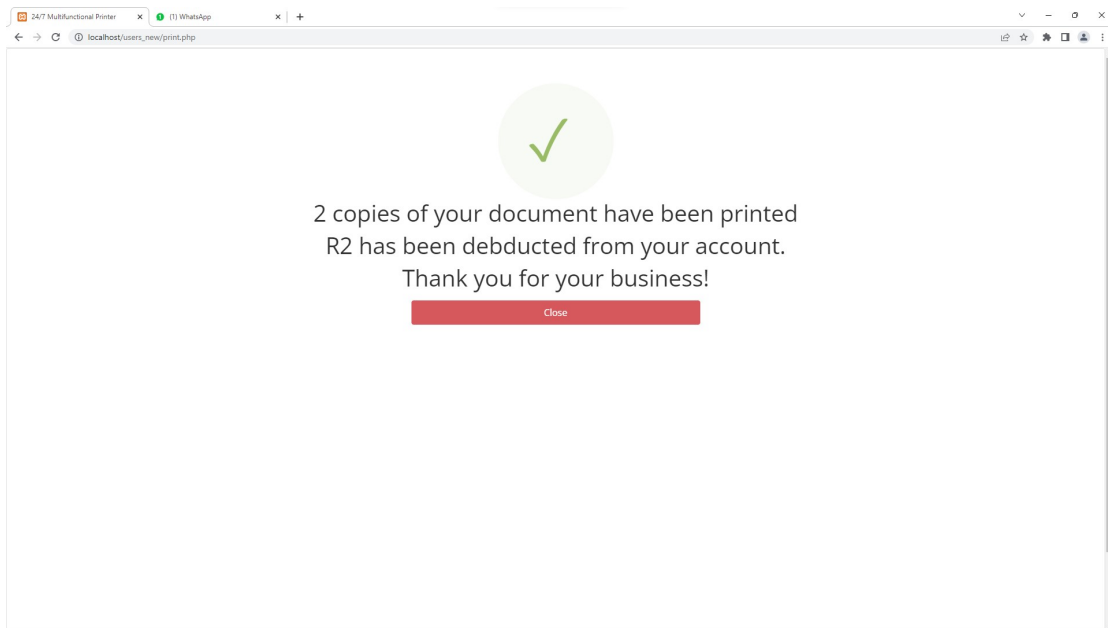 24/7 Multifunctional Printer
(1) WhatsApp
localhost/users_new/print.php
2 copies of your document have been printed
R2 has been debducted from your account.
Thank you for your business!
Close